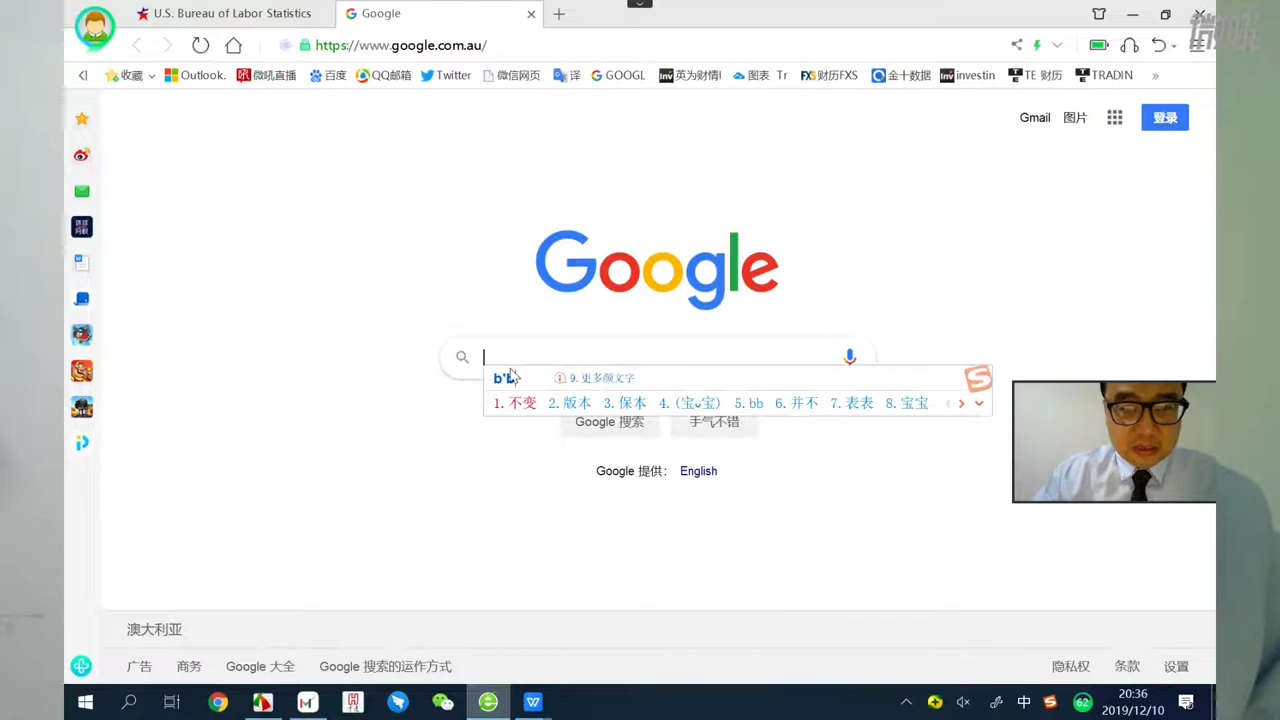 U.S. Bureau of Labor Statistics
Google
https://www.google.com.au/
收藏 Outlook. 微吼直播 百度 QQ邮箱 Twitter 微信网页 译 GOOGL 英为财情I 图表 Tr FXS 财历FXS 金十数据 Inv investin TE 财历 TRADIN »
Gmail 图片 登录
Google
b'b 9.更多颜文字
1.不变 2.版本 3.保本 4.(宝ᴗ宝) 5.bb 6.并不 7.表表 8.宝宝
Google 搜索 手气不错
Google 提供： English
澳大利亚
广告 商务 Google 大全 Google 搜索的运作方式 隐私权 条款 设置
中 62 20:36
2019/12/10